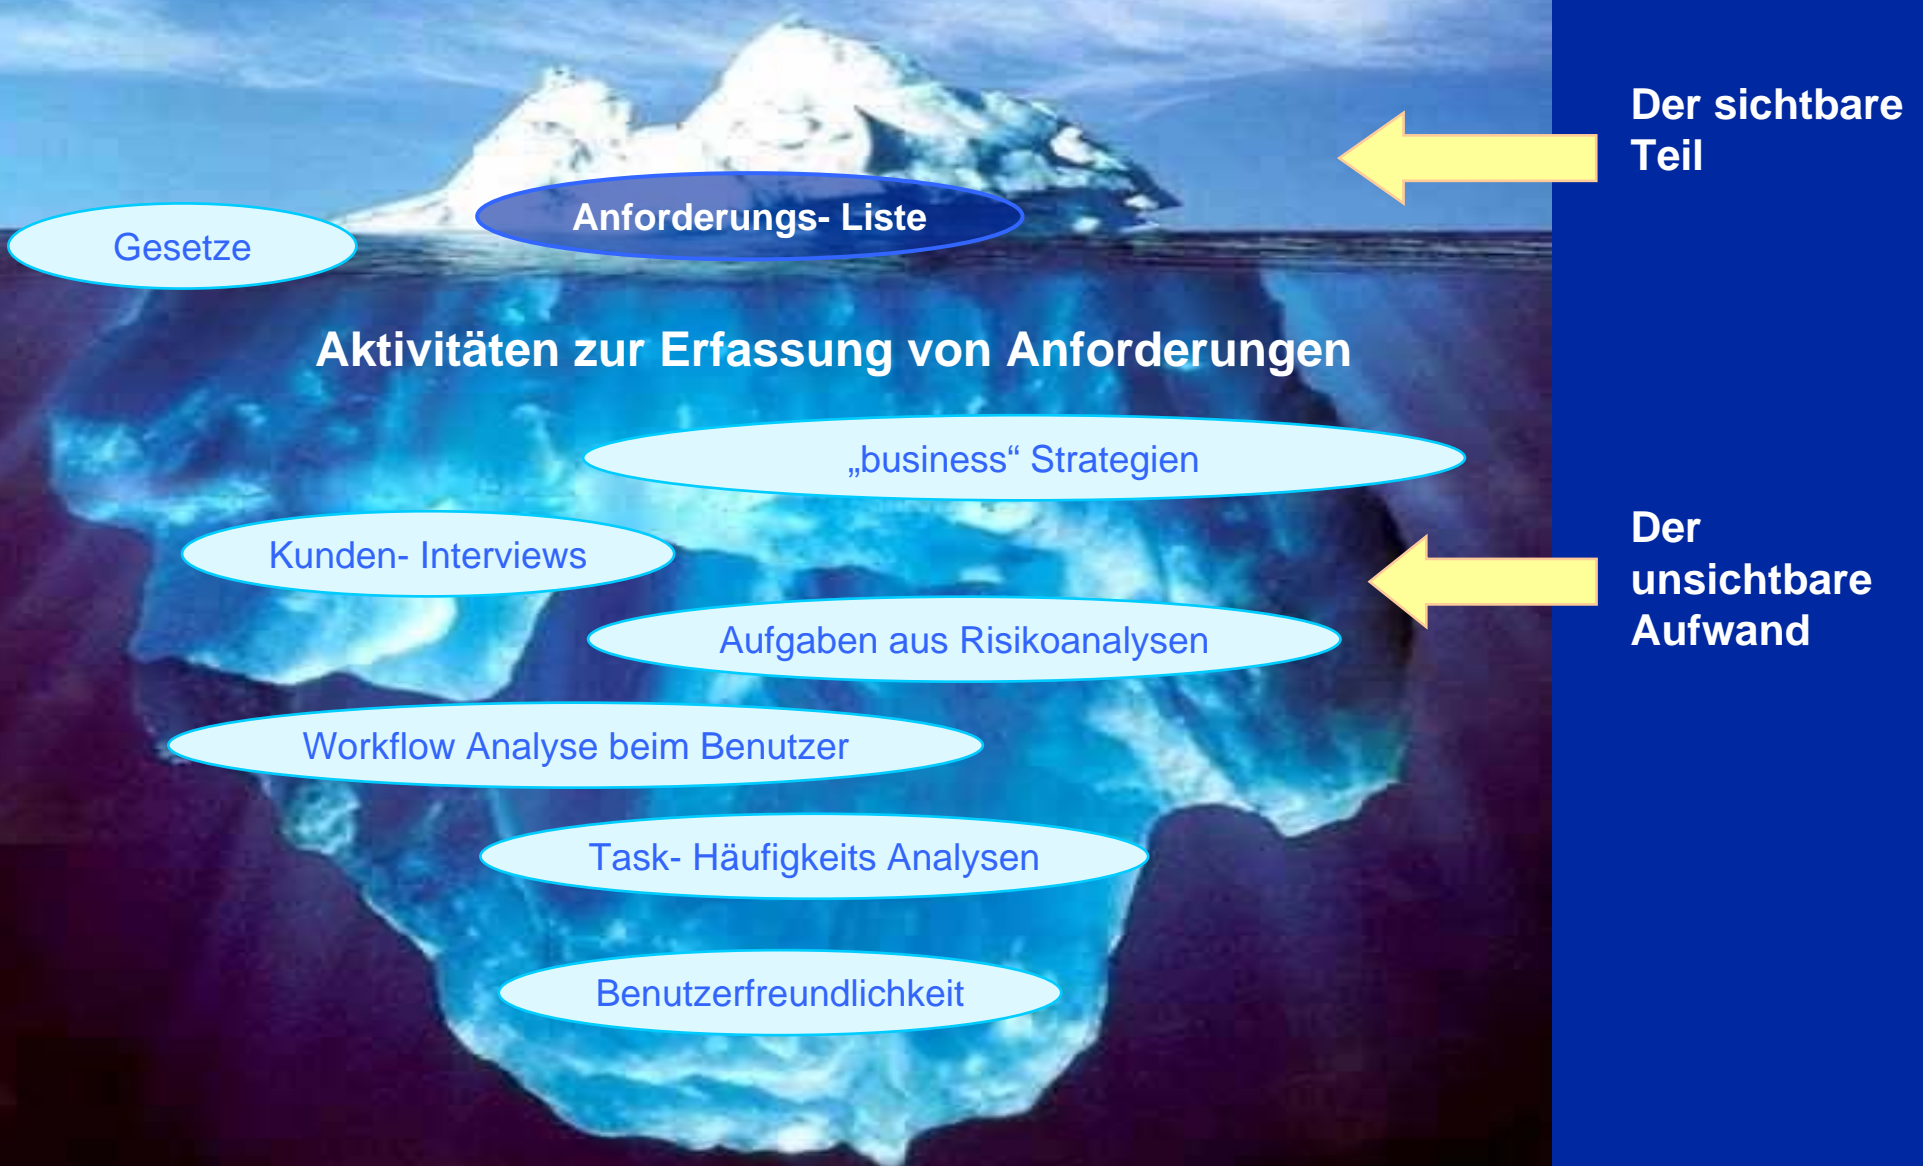 Der sichtbare
Teil
Anforderungs- Liste
Gesetze
Aktivitäten zur Erfassung von Anforderungen
„business“ Strategien
Kunden- Interviews
Der
unsichtbare
Aufwand
Aufgaben aus Risikoanalysen
Workflow Analyse beim Benutzer
Task- Häufigkeits Analysen
Benutzerfreundlichkeit